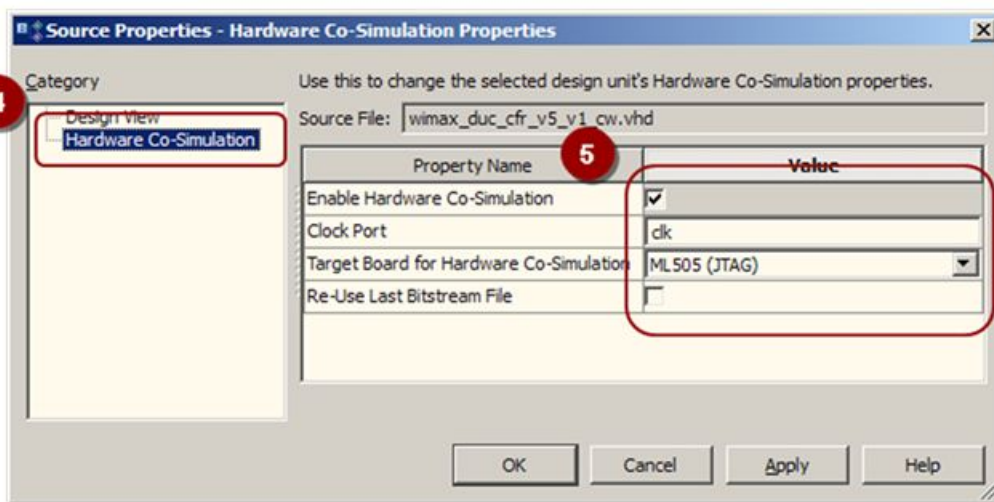 Source Properties - Hardware Co-Simulation Properties
Category
Use this to change the selected design unit's Hardware Co-Simulation properties.
4
Design View
Hardware Co-Simulation
Source File: wimax_duc_cfr_v5_v1_cw.vhd
5
Property Name Value
Enable Hardware Co-Simulation
Clock Port clk
Target Board for Hardware Co-Simulation ML505 (JTAG)
Re-Use Last Bitstream File
OK Cancel Apply Help